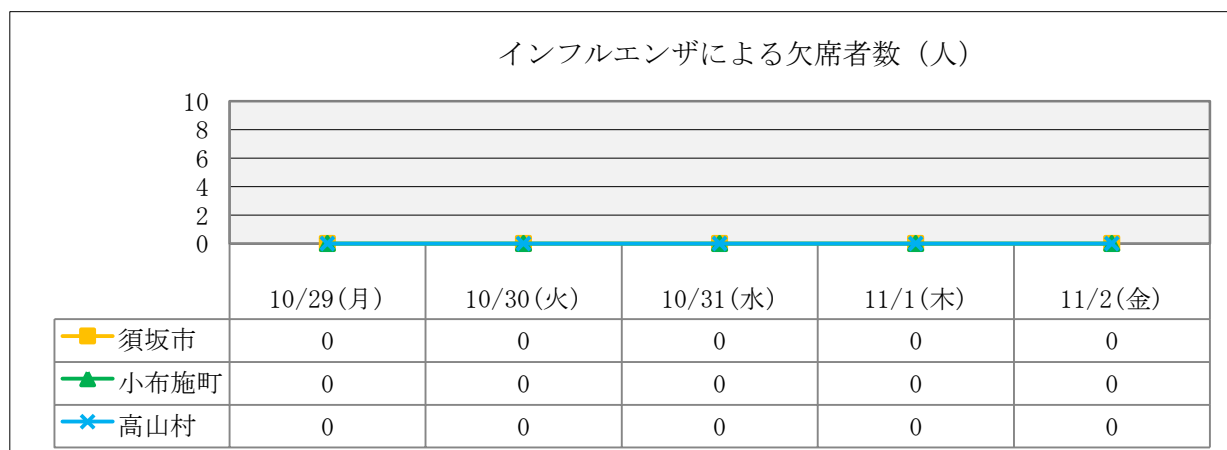 インフルエンザによる欠席者数（人）
10
8
6
4
2
0
10/29(月) 10/30(火) 10/31(水) 11/1(木) 11/2(金)
須坂市 0 0 0 0 0
小布施町 0 0 0 0 0
高山村 0 0 0 0 0